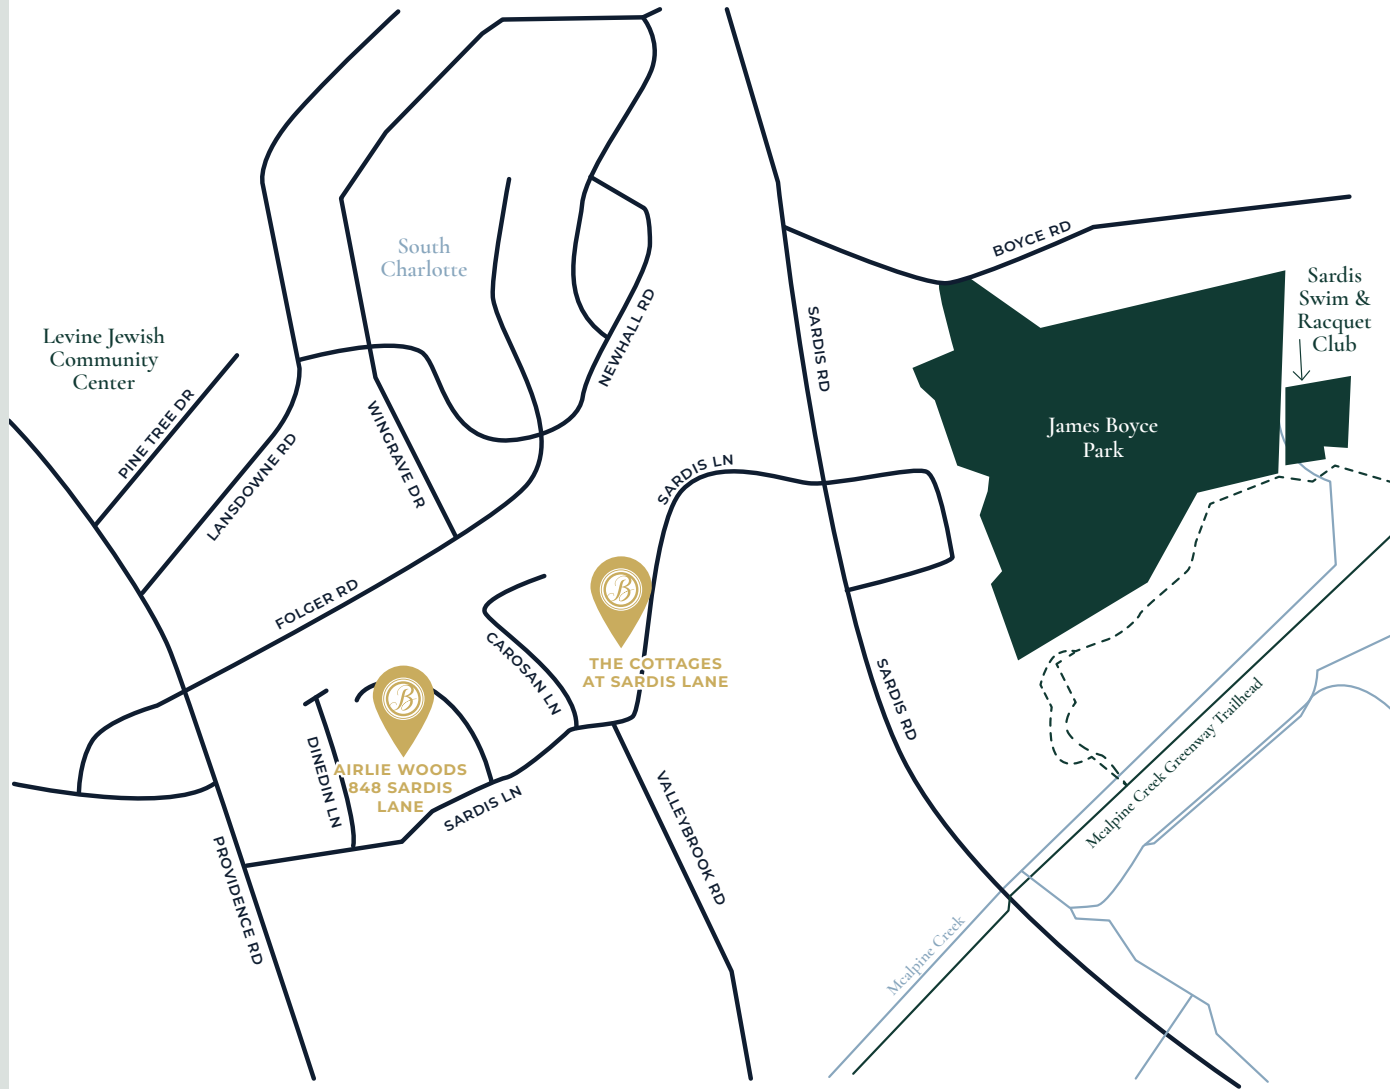 BOYCE RD
South
Charlotte
Sardis
Swim &
Racquet
Club
Levine Jewish
Community
Center
NEWHALL RD
SARDIS RD
PINE TREE DR
WINGRAVE DR
LANSDOWNE RD
James Boyce
Park
SARDIS LN
FOLGER RD
B
CAROSAN LN
THE COTTAGES
AT SARDIS LANE
B
SARDIS RD
Mcalpine Creek Greenway Trailhead
DINEDIN LN
AIRLIE WOODS
848 SARDIS
LANE
SARDIS LN
VALLEYBROOK RD
PROVIDENCE RD
Mcalpine Creek